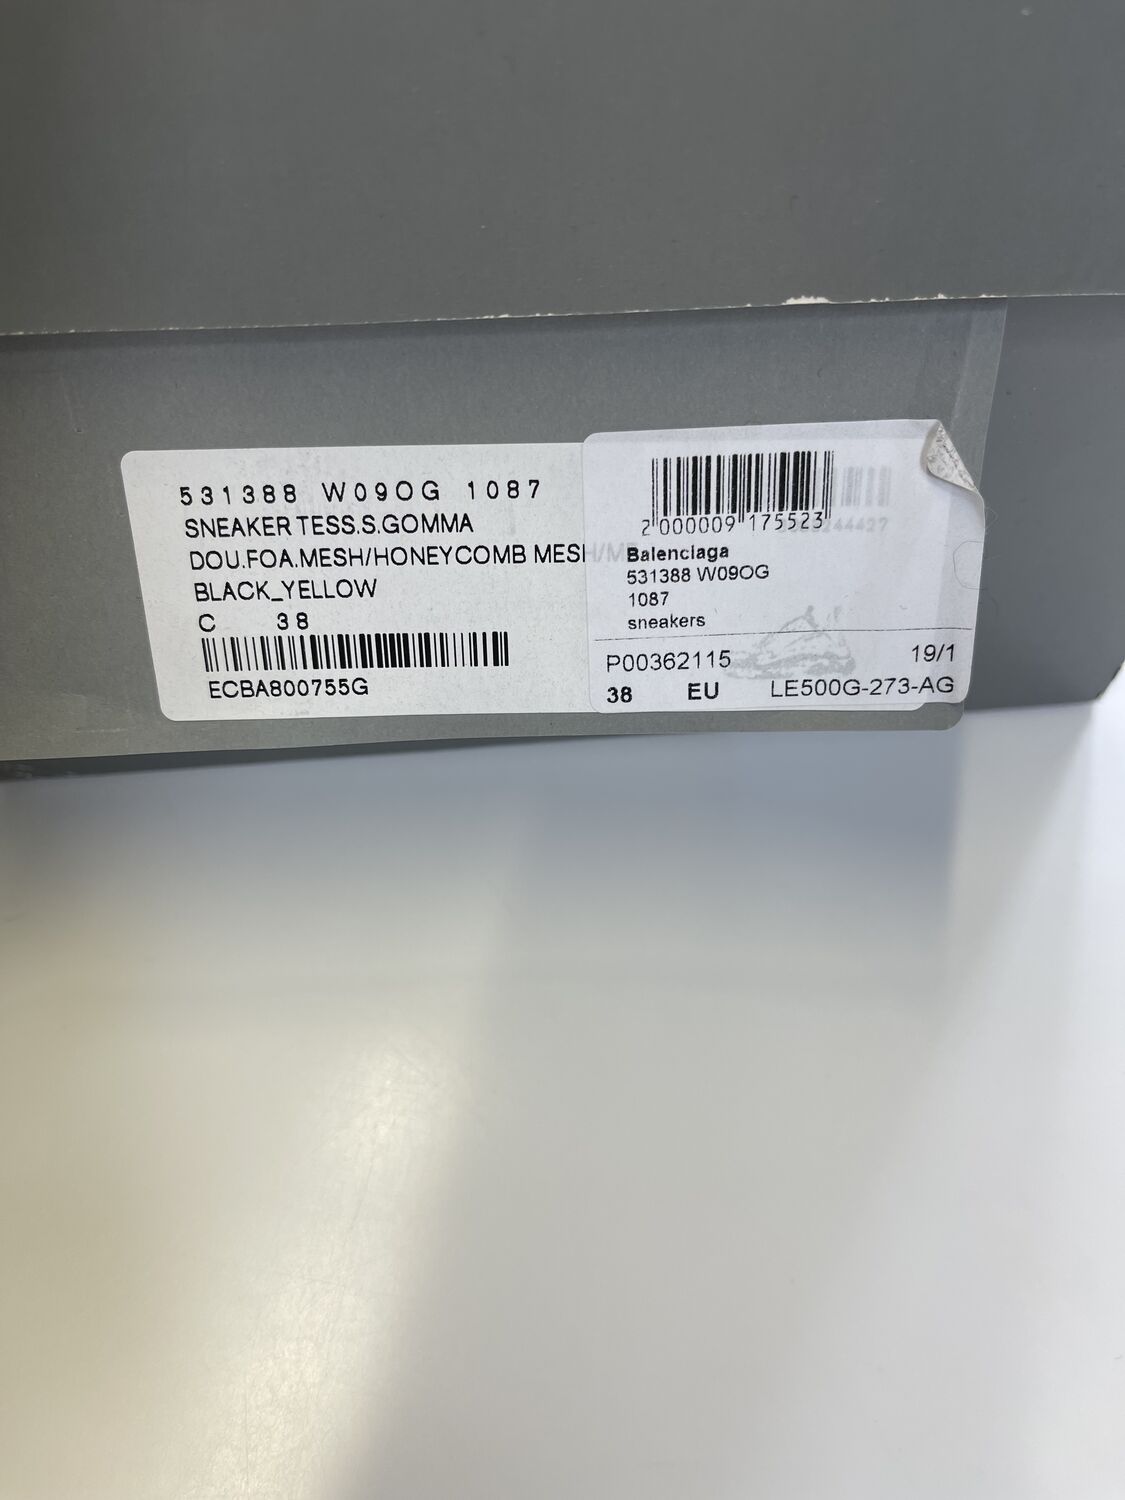 531388 W09OG 1087
SNEAKER TESS.S.GOMMA
DOU.FOA.MESH/HONEYCOMB MESH/M
BLACK_YELLOW
C 38
ECBA800755G
2 000009 175523
Balenciaga
531388 W09OG
1087
sneakers
P00362115 19/1
38 EU LE500G-273-AG